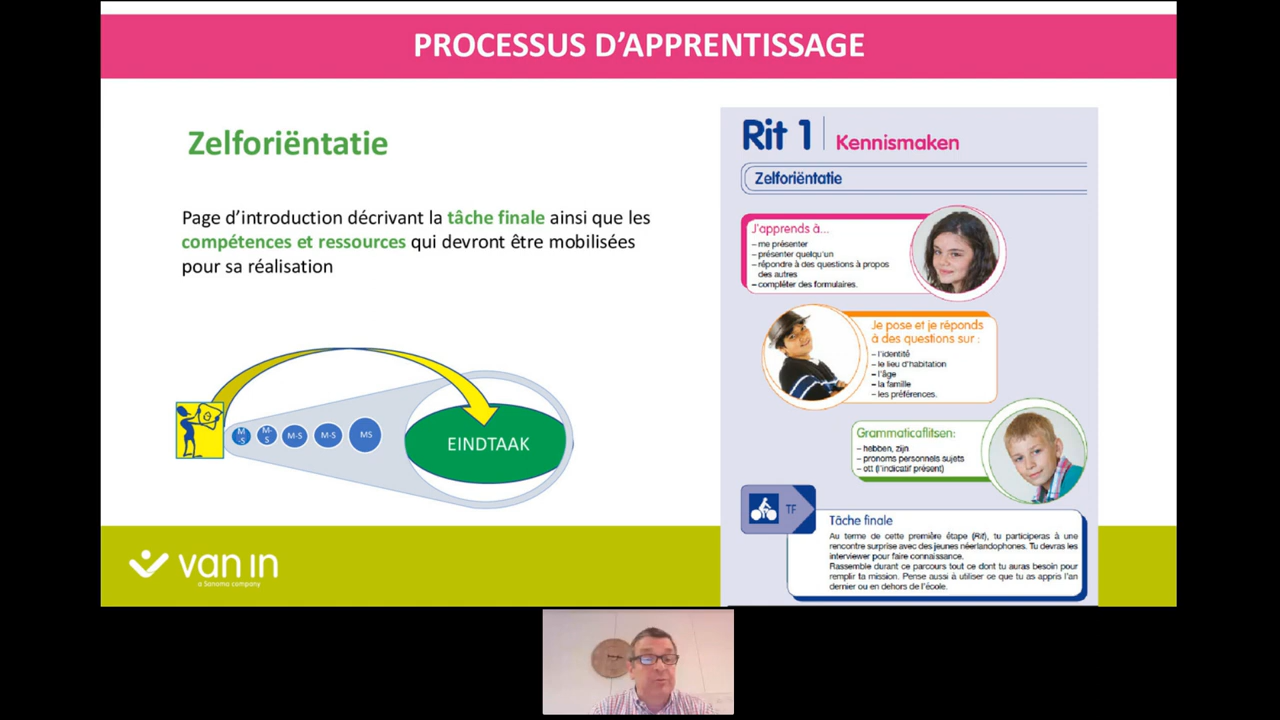 PROCESSUS D’APPRENTISSAGE
Zelforiëntatie
Page d’introduction décrivant la tâche finale ainsi que les
compétences et ressources qui devront être mobilisées
pour sa réalisation
M-S
M-S
M-S
M-S
MS
EINDTAAK
van in
a Sanoma company
Rit 1
Kennismaken
Zelforiëntatie
J’apprends à...
– me présenter
– présenter quelqu’un
– répondre à des questions à propos
des autres
– compléter des formulaires.
Je pose et je réponds
à des questions sur :
– l’identité
– le lieu d’habitation
– l’âge
– la famille
– les préférences.
Grammaticaflitsen:
– hebben, zijn
– pronoms personnels sujets
– ott (l’indicatif présent)
TF
Tâche finale
Au terme de cette première étape (Rit), tu participeras à une
rencontre surprise avec des jeunes néerlandophones. Tu devras les
interviewer pour faire connaissance.
Rassemble durant ce parcours tout ce dont tu auras besoin pour
remplir ta mission. Pense aussi à utiliser ce que tu as appris l’an
dernier ou en dehors de l’école.